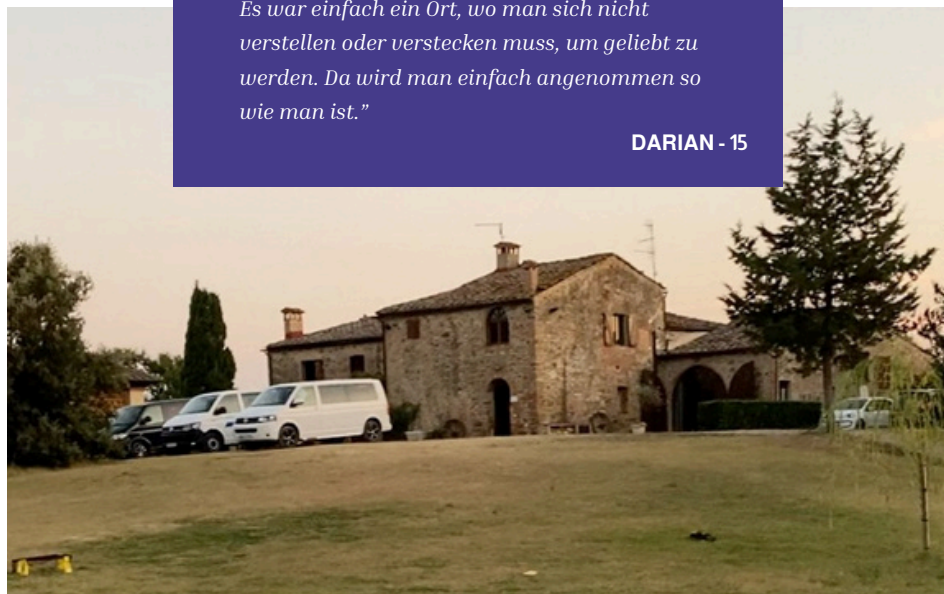 Es war einfach ein Ort, wo man sich nicht
verstellen oder verstecken muss, um geliebt zu
werden. Da wird man einfach angenommen so
wie man ist.”
DARIAN - 15